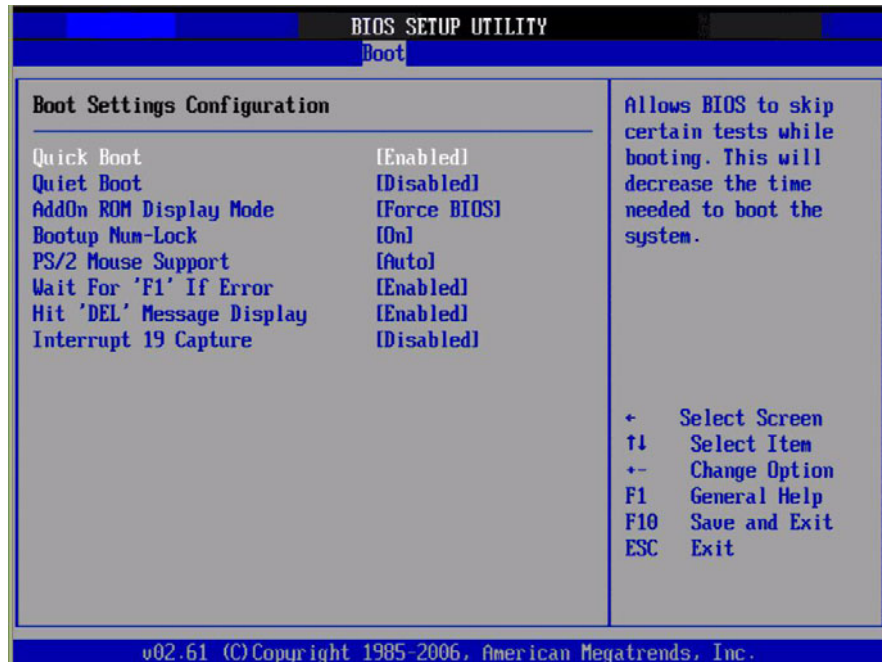 BIOS SETUP UTILITY
Boot
Boot Settings Configuration
Quick Boot [Enabled]
Quiet Boot [Disabled]
AddOn ROM Display Mode [Force BIOS]
Bootup Num-Lock [On]
PS/2 Mouse Support [Auto]
Wait For 'F1' If Error [Enabled]
Hit 'DEL' Message Display [Enabled]
Interrupt 19 Capture [Disabled]
Allows BIOS to skip
certain tests while
booting. This will
decrease the time
needed to boot the
system.
← Select Screen
↑↓ Select Item
+- Change Option
F1 General Help
F10 Save and Exit
ESC Exit
v02.61 (C)Copyright 1985-2006, American Megatrends, Inc.